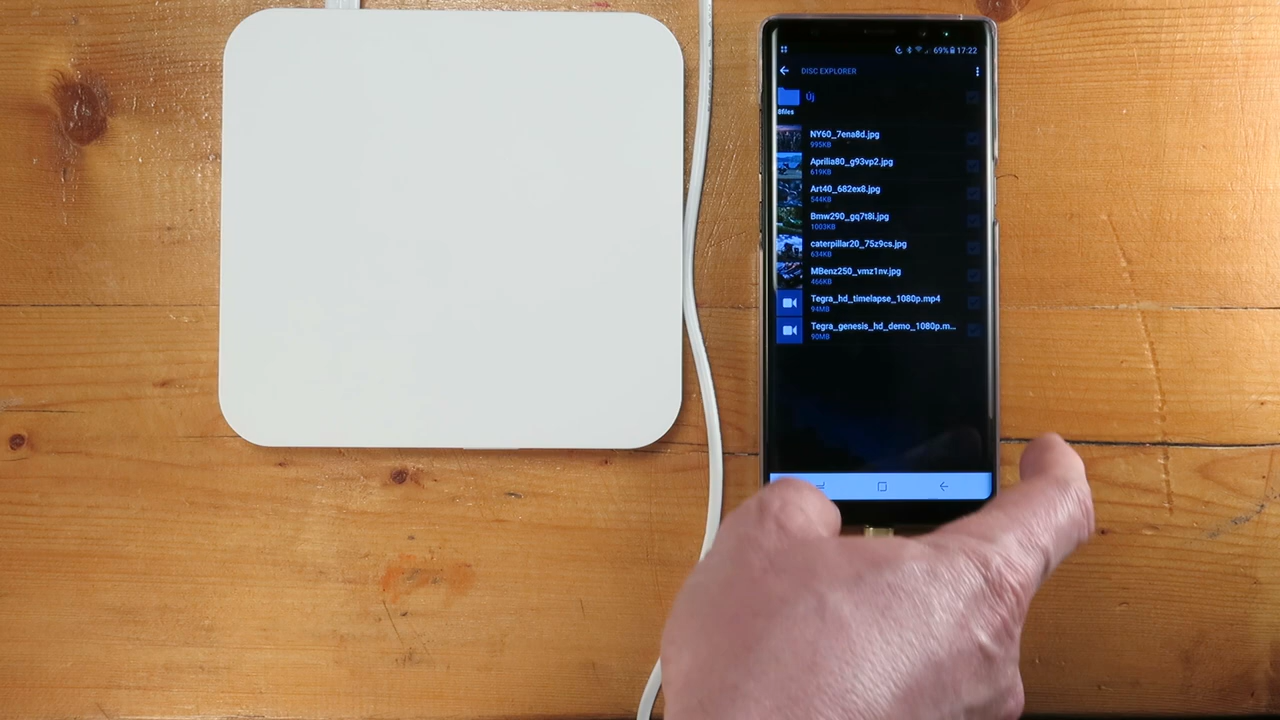 69% 17:22
DISC EXPLORER
Új
8files
NY60_7ena8d.jpg
995KB
Aprilia80_g93vp2.jpg
619KB
Art40_682ex8.jpg
544KB
Bmw290_gq7t8i.jpg
1003KB
caterpillar20_75z9cs.jpg
634KB
MBenz250_vmz1nv.jpg
466KB
Tegra_hd_timelapse_1080p.mp4
94MB
Tegra_genesis_hd_demo_1080p.m...
90MB